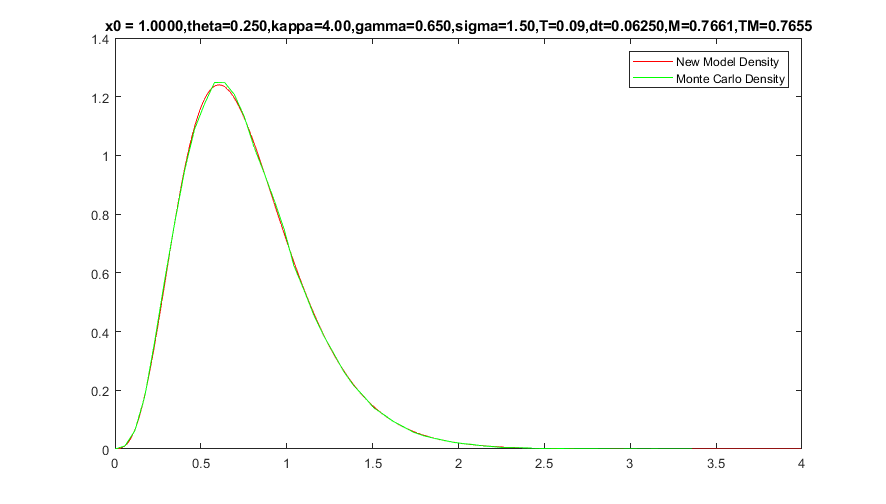 x0 = 1.0000,theta=0.250,kappa=4.00,gamma=0.650,sigma=1.50,T=0.09,dt=0.06250,M=0.7661,TM=0.7655
New Model Density
Monte Carlo Density
1.4
1.2
1
0.8
0.6
0.4
0.2
0
0 0.5 1 1.5 2 2.5 3 3.5 4